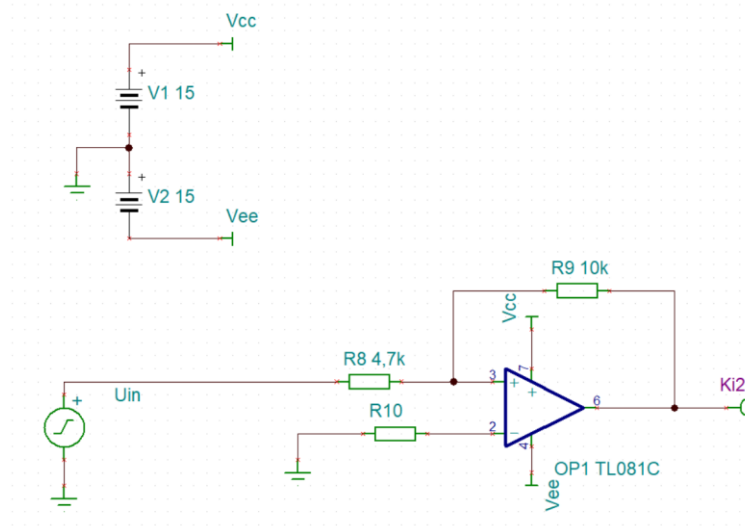 Vcc
+
V1 15
+
V2 15
Vee
R9 10k
Vcc
R8 4,7k
3
+
7
+
+
Uin
6
Ki2
R10
2
-
4
OP1 TL081C
Vee